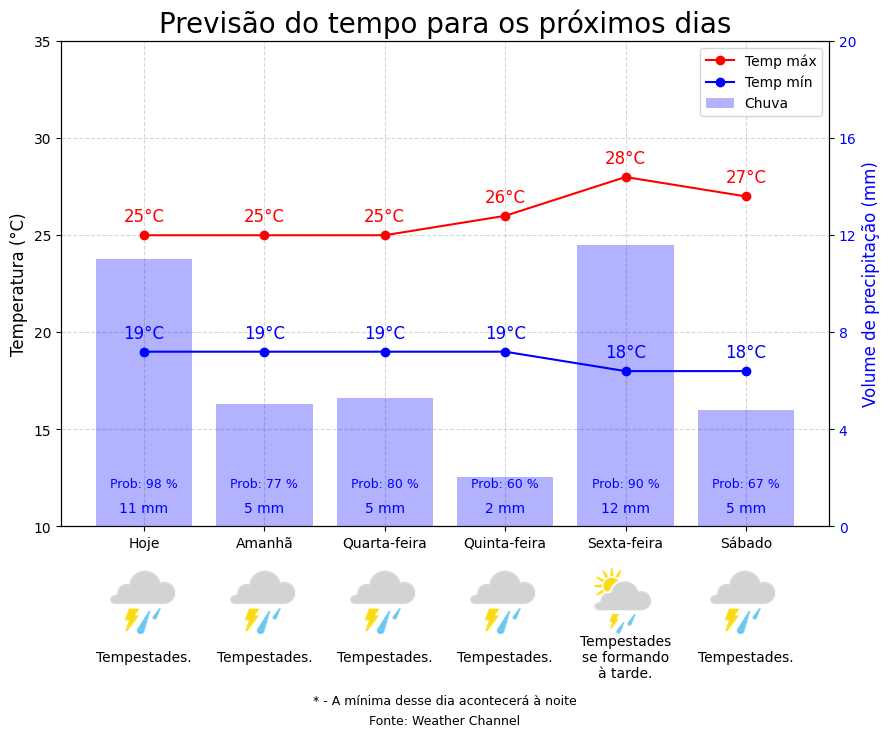 Previsão do tempo para os próximos dias
35
30
25
20
15
10
Temperatura (°C)
20
16
12
8
4
0
Volume de precipitação (mm)
Temp máx
Temp mín
Chuva
25°C
25°C
25°C
26°C
28°C
27°C
19°C
19°C
19°C
19°C
18°C
18°C
Prob: 98 %
Prob: 77 %
Prob: 80 %
Prob: 60 %
Prob: 90 %
Prob: 67 %
11 mm
5 mm
5 mm
2 mm
12 mm
5 mm
Hoje
Amanhã
Quarta-feira
Quinta-feira
Sexta-feira
Sábado
Tempestades.
Tempestades.
Tempestades.
Tempestades.
Tempestades
se formando
à tarde.
Tempestades.
* - A mínima desse dia acontecerá à noite
Fonte: Weather Channel